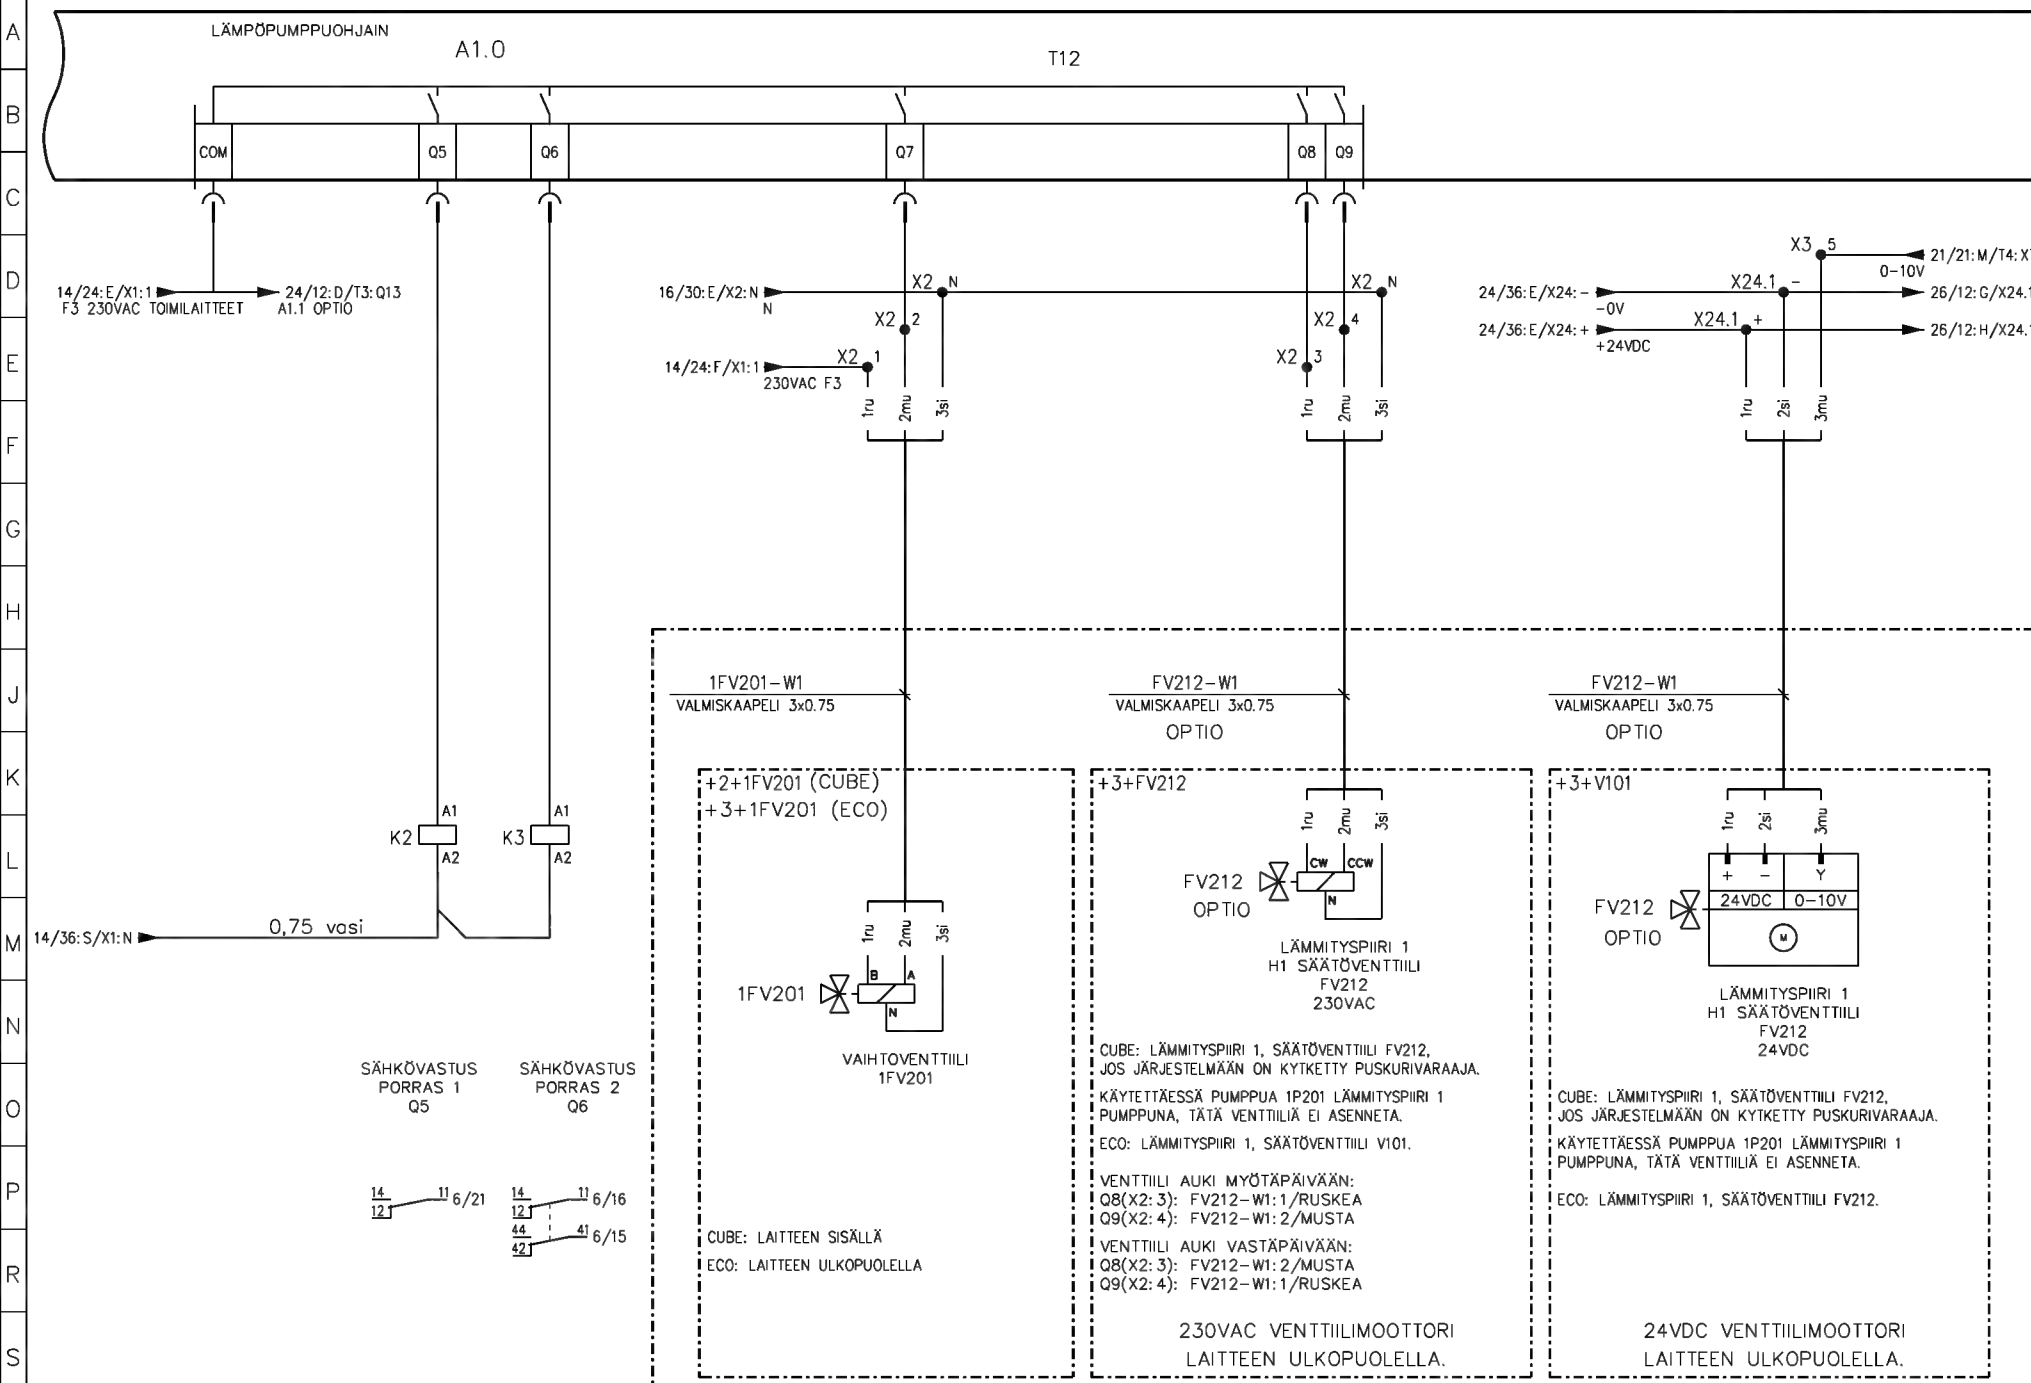 A
B
C
D
E
F
G
H
J
K
L
M
N
O
P
R
S
LÄMPÖPUMPPUOHJAIN
A1.0
T12
COM
Q5
Q6
Q7
Q8
Q9
14/24:E/X1:1
F3 230VAC TOIMILAITTEET
24/12:D/T3:Q13
A1.1 OPTIO
16/30:E/X2:N
N
X2 N
X2 2
14/24:F/X1:1
230VAC F3
X2 1
1ru
2mu
3si
X2 N
X2 4
X2 3
1ru
2mu
3si
X3 5
21/21:M/T4:X
0-10V
24/36:E/X24:-
-0V
X24.1 -
26/12:G/X24.1
24/36:E/X24:+
+24VDC
X24.1 +
26/12:H/X24.
1ru
2si
3mu
1FV201-W1
VALMISKAAPELI 3x0.75
FV212-W1
VALMISKAAPELI 3x0.75
OPTIO
FV212-W1
VALMISKAAPELI 3x0.75
OPTIO
K2
A1
A2
K3
A1
A2
14/36:S/X1:N
0,75 vasi
SÄHKÖVASTUS
PORRAS 1
Q5
SÄHKÖVASTUS
PORRAS 2
Q6
14
12
11 6/21
14
12
11 6/16
44
42
41 6/15
+2+1FV201 (CUBE)
+3+1FV201 (ECO)
1ru
2mu
3si
1FV201
B
A
N
VAIHTOVENTTIILI
1FV201
CUBE: LAITTEEN SISÄLLÄ
ECO: LAITTEEN ULKOPUOLELLA
+3+FV212
1ru
2mu
3si
FV212
OPTIO
CW
CCW
N
LÄMMITYSPIIRI 1
H1 SÄÄTÖVENTTIILI
FV212
230VAC
CUBE: LÄMMITYSPIIRI 1, SÄÄTÖVENTTIILI FV212,
JOS JÄRJESTELMÄÄN ON KYTKETTY PUSKURIVARAAJA.
KÄYTETTÄESSÄ PUMPPUA 1P201 LÄMMITYSPIIRI 1
PUMPPUNA, TÄTÄ VENTTIILIÄ EI ASENNETA.
ECO: LÄMMITYSPIIRI 1, SÄÄTÖVENTTIILI V101.
VENTTIILI AUKI MYÖTÄPÄIVÄÄN:
Q8(X2:3): FV212-W1:1/RUSKEA
Q9(X2:4): FV212-W1:2/MUSTA
VENTTIILI AUKI VASTÄPÄIVÄÄN:
Q8(X2:3): FV212-W1:2/MUSTA
Q9(X2:4): FV212-W1:1/RUSKEA
230VAC VENTTIILIMOOTTORI
LAITTEEN ULKOPUOLELLA.
+3+V101
1ru
2si
3mu
FV212
OPTIO
+
-
Y
24VDC
0-10V
M
LÄMMITYSPIIRI 1
H1 SÄÄTÖVENTTIILI
FV212
24VDC
CUBE: LÄMMITYSPIIRI 1, SÄÄTÖVENTTIILI FV212,
JOS JÄRJESTELMÄÄN ON KYTKETTY PUSKURIVARAAJA.
KÄYTETTÄESSÄ PUMPPUA 1P201 LÄMMITYSPIIRI 1
PUMPPUNA, TÄTÄ VENTTIILIÄ EI ASENNETA.
ECO: LÄMMITYSPIIRI 1, SÄÄTÖVENTTIILI FV212.
24VDC VENTTIILIMOOTTORI
LAITTEEN ULKOPUOLELLA.